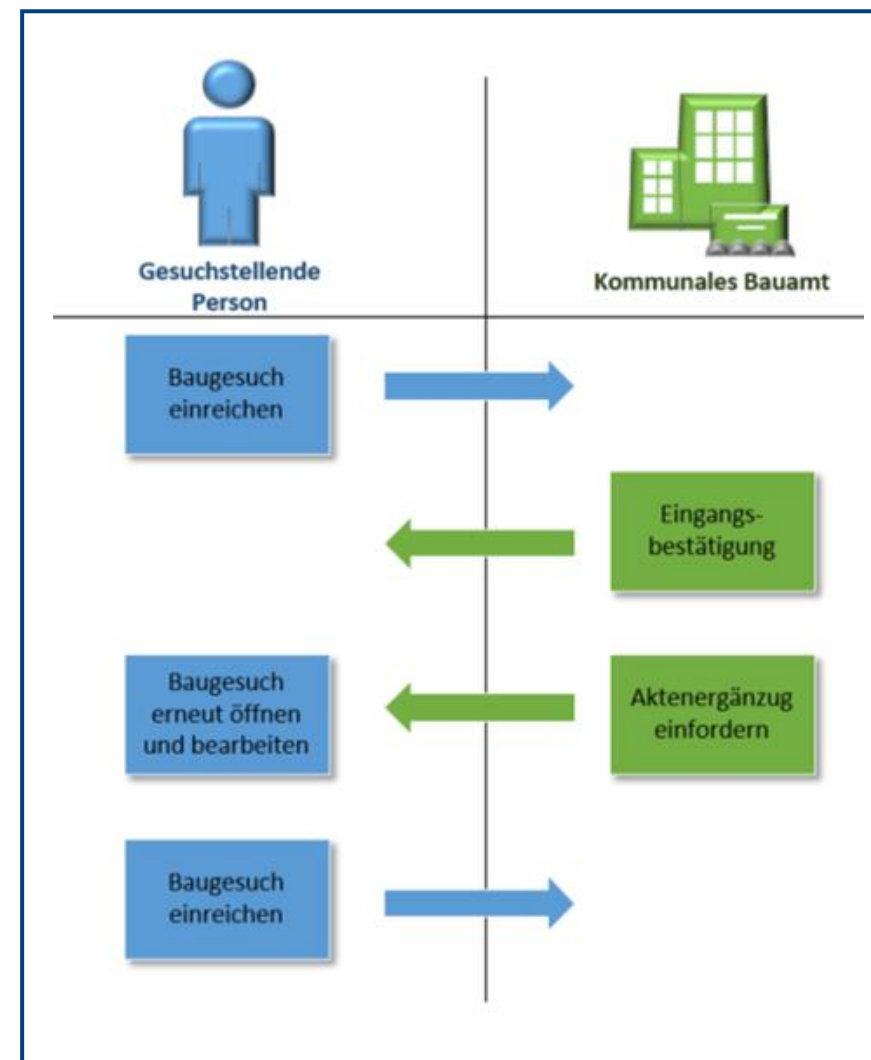 Gesuchstellende
Person
Kommunales Bauamt
Baugesuch
einreichen
Eingangs-
bestätigung
Baugesuch
erneut öffnen
und bearbeiten
Aktenergänzug
einfordern
Baugesuch
einreichen